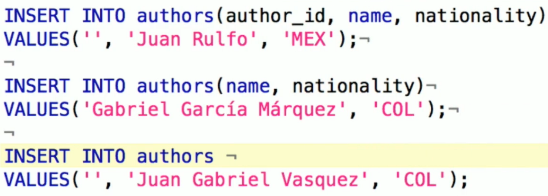 INSERT INTO authors(author_id, name, nationality)
VALUES('', 'Juan Rulfo', 'MEX');¬
¬
INSERT INTO authors(name, nationality)¬
VALUES('Gabriel García Márquez', 'COL');¬
¬
INSERT INTO authors ¬
VALUES('', 'Juan Gabriel Vasquez', 'COL');